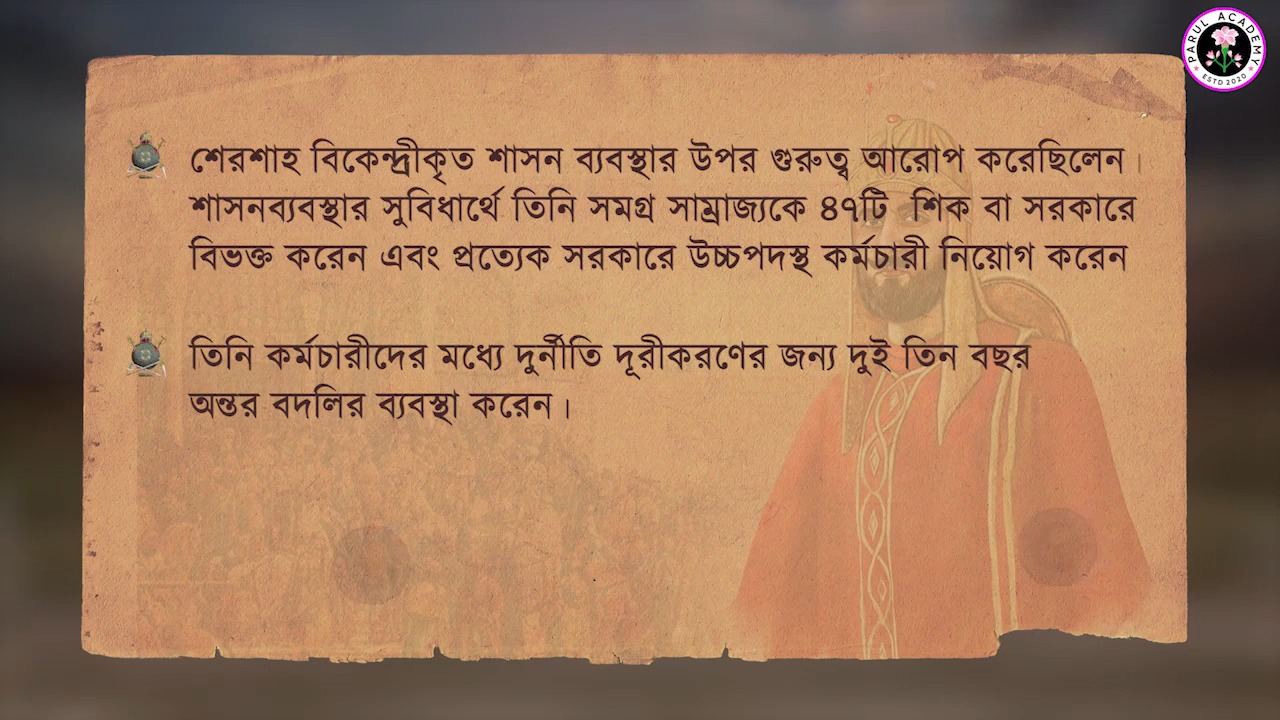 শেরশাহ বিকেন্দ্রীকৃত শাসন ব্যবস্থার উপর গুরুত্ব আরোপ করেছিলেন।
শাসনব্যবস্থার সুবিধার্থে তিনি সমগ্র সাম্রাজ্যকে ৪৭টি শিক বা সরকারে
বিভক্ত করেন এবং প্রত্যেক সরকারে উচ্চপদস্থ কর্মচারী নিয়োগ করেন
তিনি কর্মচারীদের মধ্যে দুর্নীতি দূরীকরণের জন্য দুই তিন বছর
অন্তর বদলির ব্যবস্থা করেন।
PARUL ACADEMY
ESTD 2020